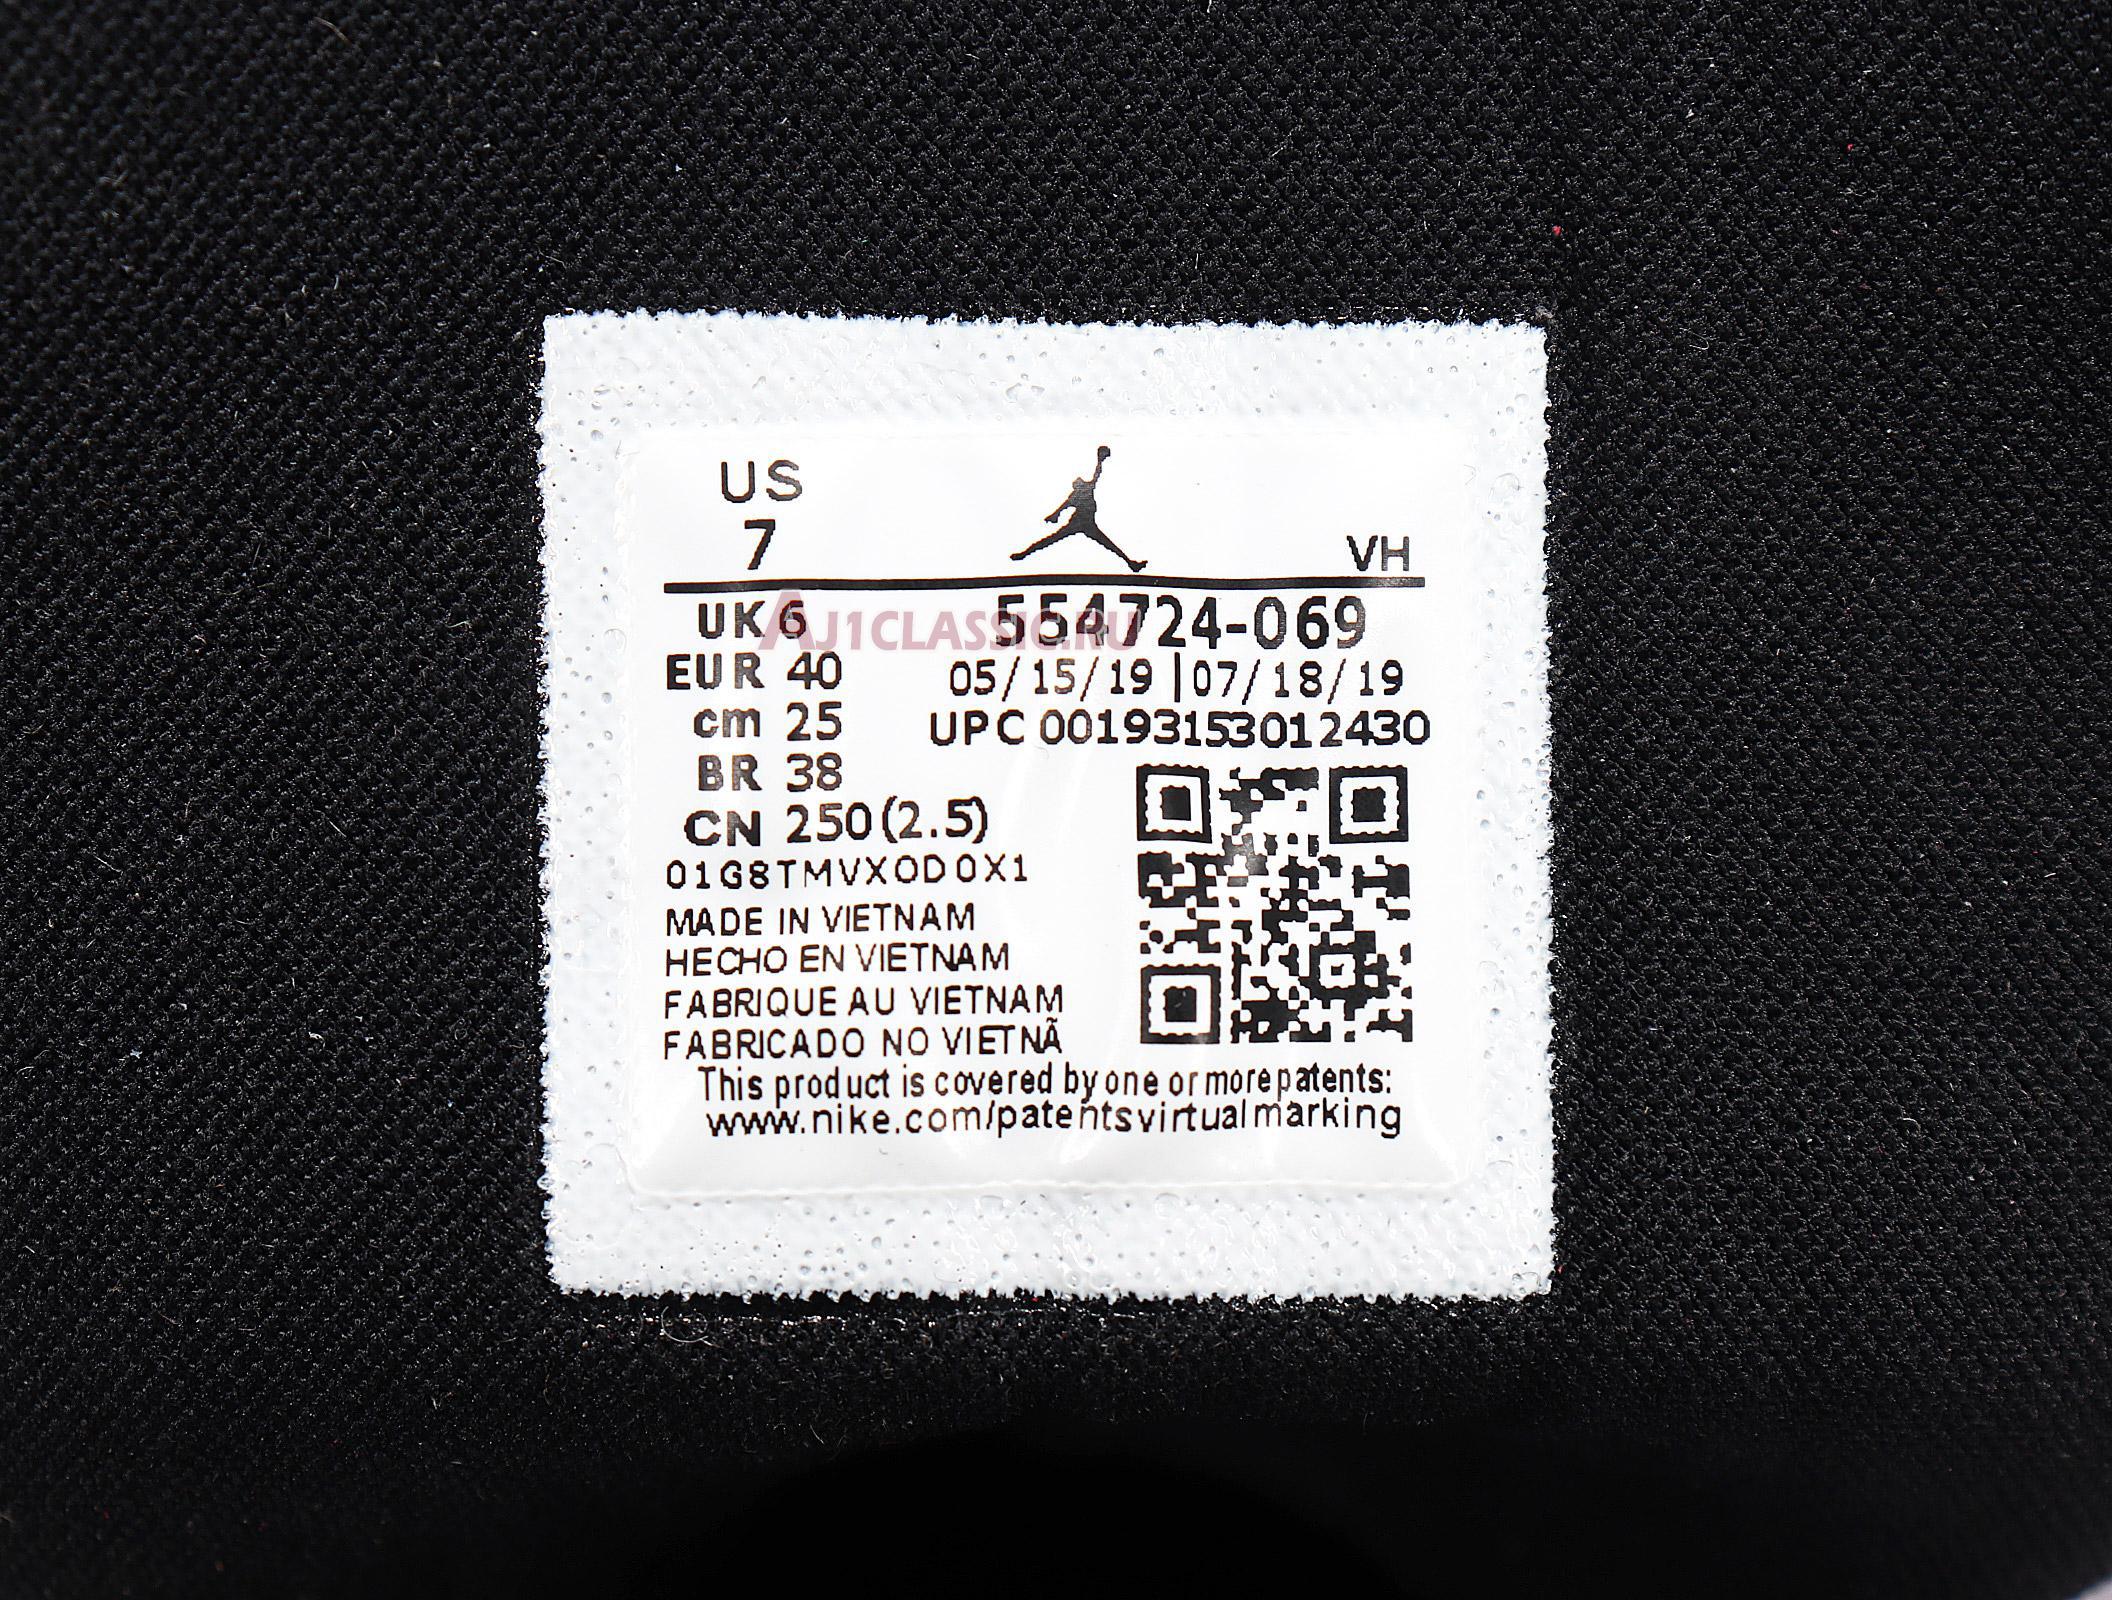 US
7
VH
UK 6
554724-069
EUR 40
05/15/19 | 07/18/19
cm 25
UPC 00193153012430
BR 38
CN 250(2.5)
01G8TMVXOD0X1
MADE IN VIETNAM
HECHO EN VIETNAM
FABRIQUE AU VIETNAM
FABRICADO NO VIETNÃ
This product is covered by one or more patents:
www.nike.com/patentsvirtualmarking
AJ1CLASSIC.RU